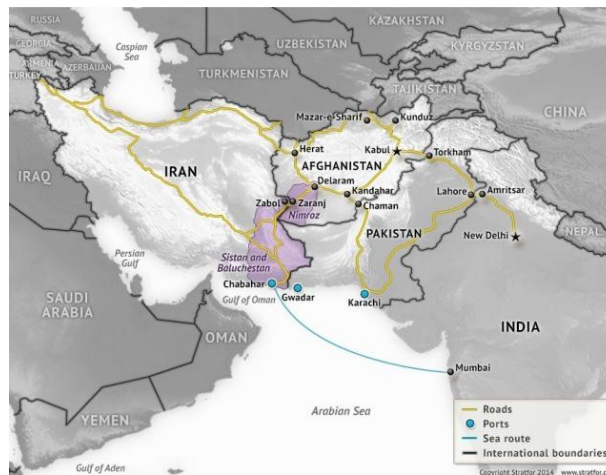 RUSSIA
GEORGIA
ARMENIA
TURKEY
AZERBAIJAN
Caspian
Sea
KAZAKHSTAN
UZBEKISTAN
KYRGYZSTAN
TURKMENISTAN
TAJIKISTAN
CHINA
Mazar-e-Sharif
Kunduz
Herat
Kabul
Torkham
AFGHANISTAN
IRAN
IRAQ
Delaram
Kandahar
Lahore
Amritsar
Zabol
Zaranj
Nimroz
Chaman
PAKISTAN
New Delhi
NEPAL
Persian
Gulf
Sistan and
Baluchestan
Chabahar
Gulf of Oman
Gwadar
Karachi
SAUDI
ARABIA
OMAN
INDIA
Mumbai
YEMEN
Arabian Sea
Gulf of Aden
Roads
Ports
Sea route
International boundaries
Copyright Stratfor 2014 www.stratfor.c